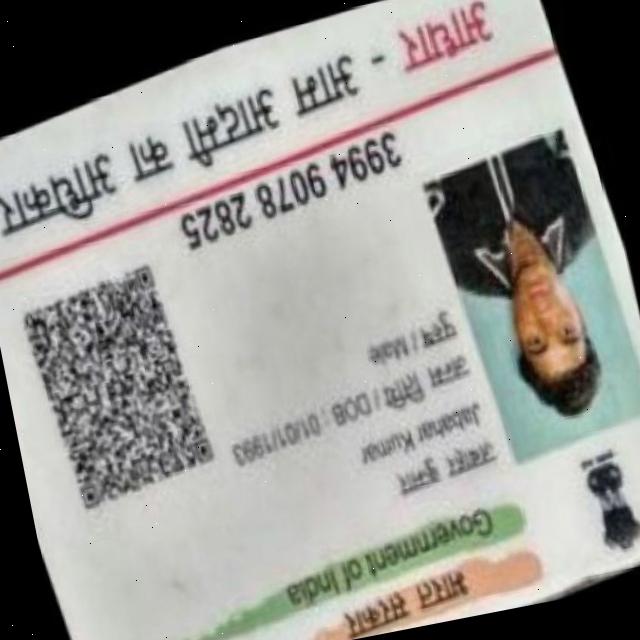 भारत सरकार
Government of India
जवाहर कुमार
Jabahar Kumar
जन्म तिथि / DOB : 01/01/1993
पुरुष / Male
3994 9078 2825
आधार - आम आदमी का अधिकार